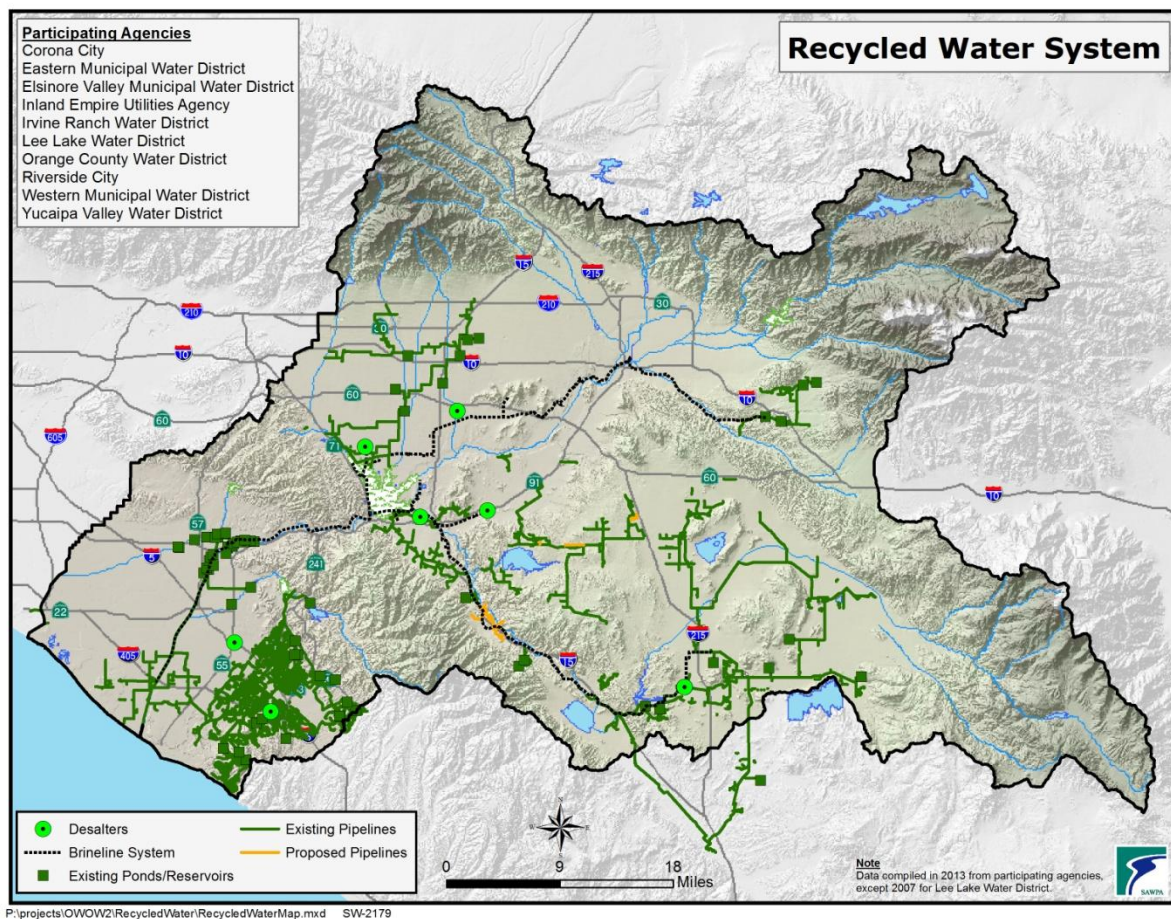 Participating Agencies
Corona City
Eastern Municipal Water District
Elsinore Valley Municipal Water District
Inland Empire Utilities Agency
Irvine Ranch Water District
Lee Lake Water District
Orange County Water District
Riverside City
Western Municipal Water District
Yucaipa Valley Water District
Recycled Water System
15
215
210
210
30
30
10
10
60
10
60
605
71
91
60
10
57
5
241
22
405
55
215
15
Desalters
Brineline System
Existing Ponds/Reservoirs
Existing Pipelines
Proposed Pipelines
0 9 18
Miles
Note
Data compiled in 2013 from participating agencies,
except 2007 for Lee Lake Water District.
SAWPA
P:\projects\OWOW2\RecycledWater\RecycledWaterMap.mxd SW-2179